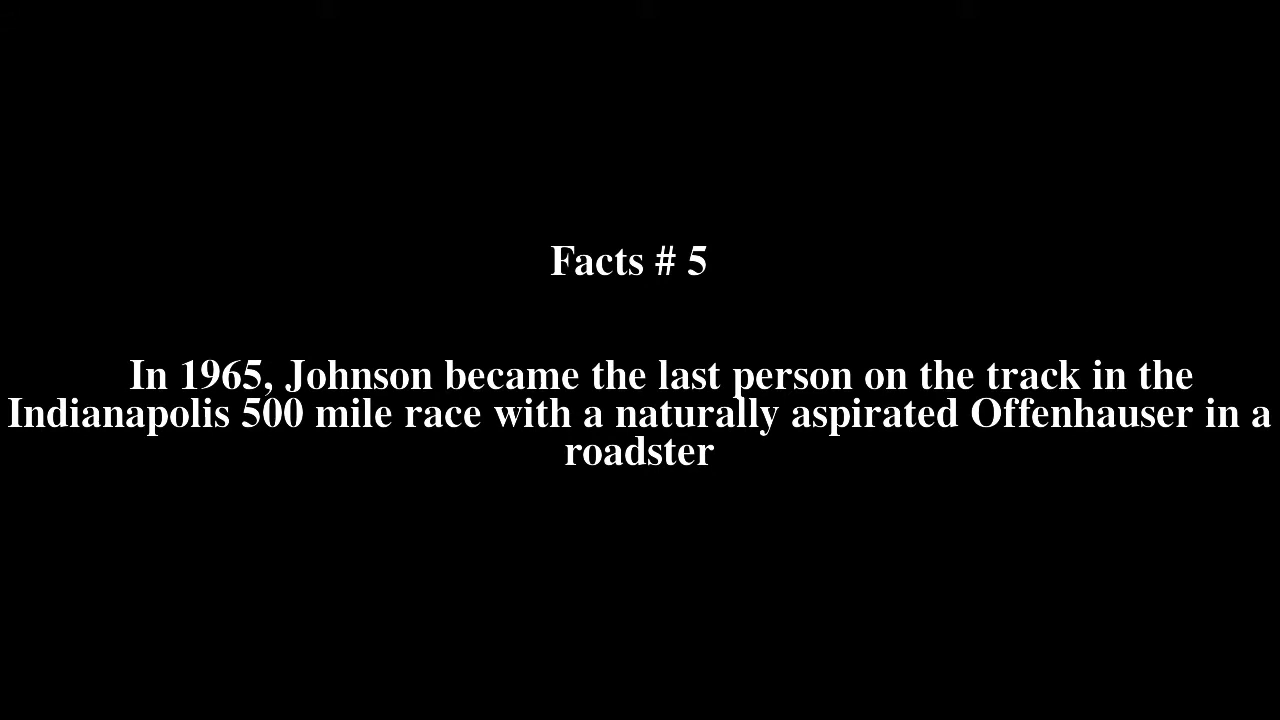 Facts # 5
In 1965, Johnson became the last person on the track in the
Indianapolis 500 mile race with a naturally aspirated Offenhauser in a
roadster